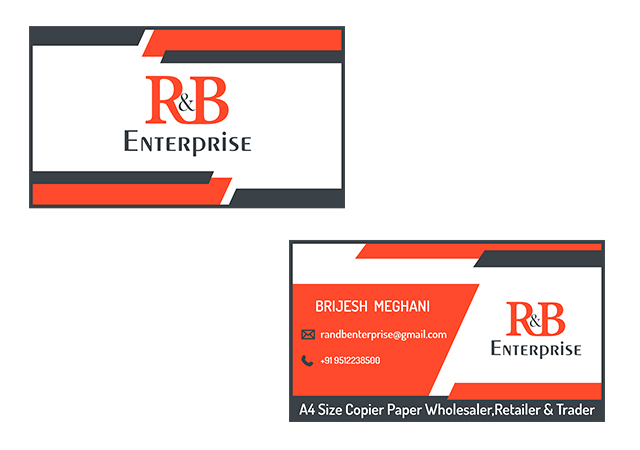 R&B
Enterprise
BRIJESH MEGHANI
randbenterprise@gmail.com
+91 9512238500
R&B
Enterprise
A4 Size Copier Paper Wholesaler,Retailer & Trader